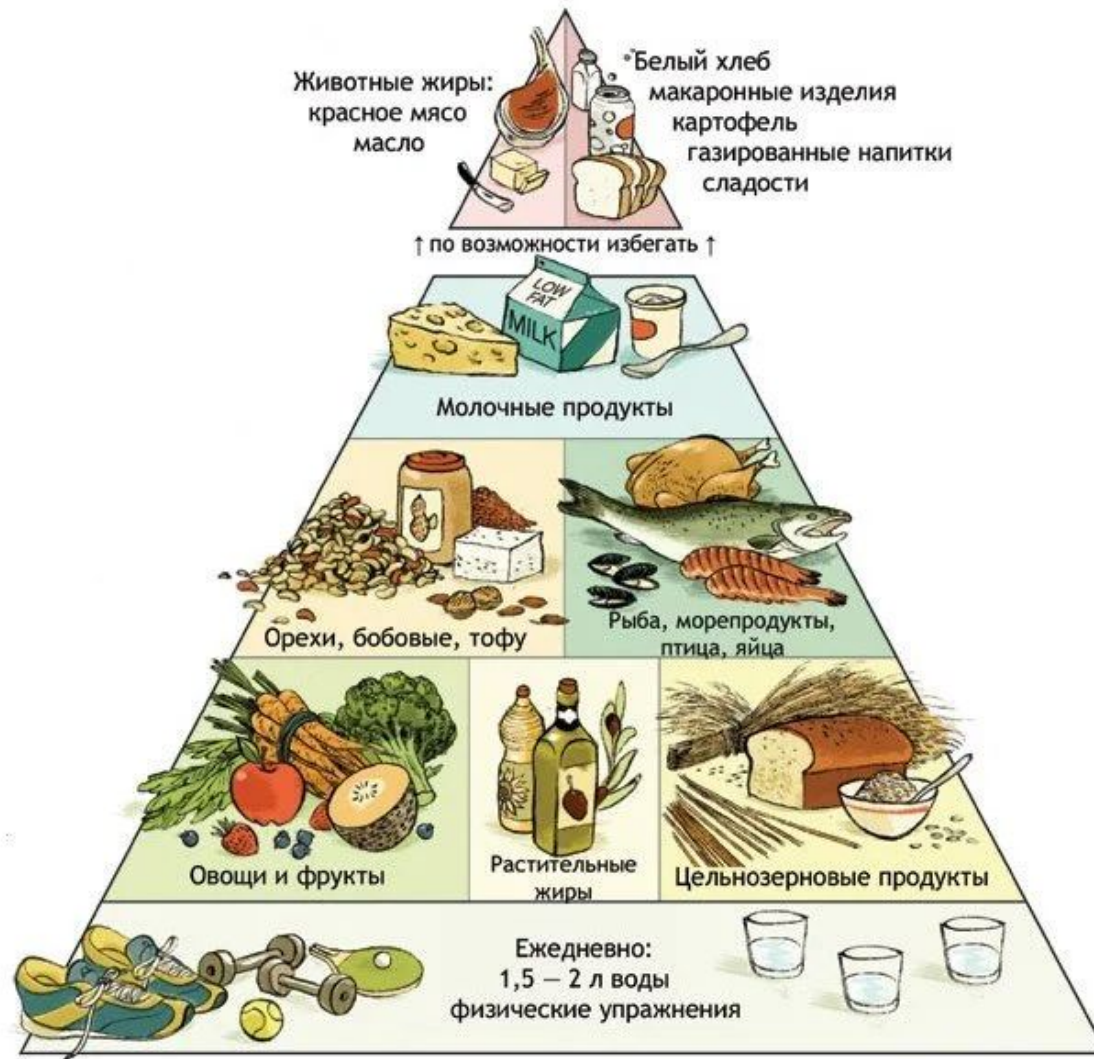 Животные жиры:
красное мясо
масло
Белый хлеб
макаронные изделия
картофель
газированные напитки
сладости
↑ по возможности избегать ↑
LOW
FAT
MILK
Молочные продукты
Орехи, бобовые, тофу
Рыба, морепродукты,
птица, яйца
Овощи и фрукты
Растительные
жиры
Цельнозерновые продукты
Ежедневно:
1,5 — 2 л воды
физические упражнения